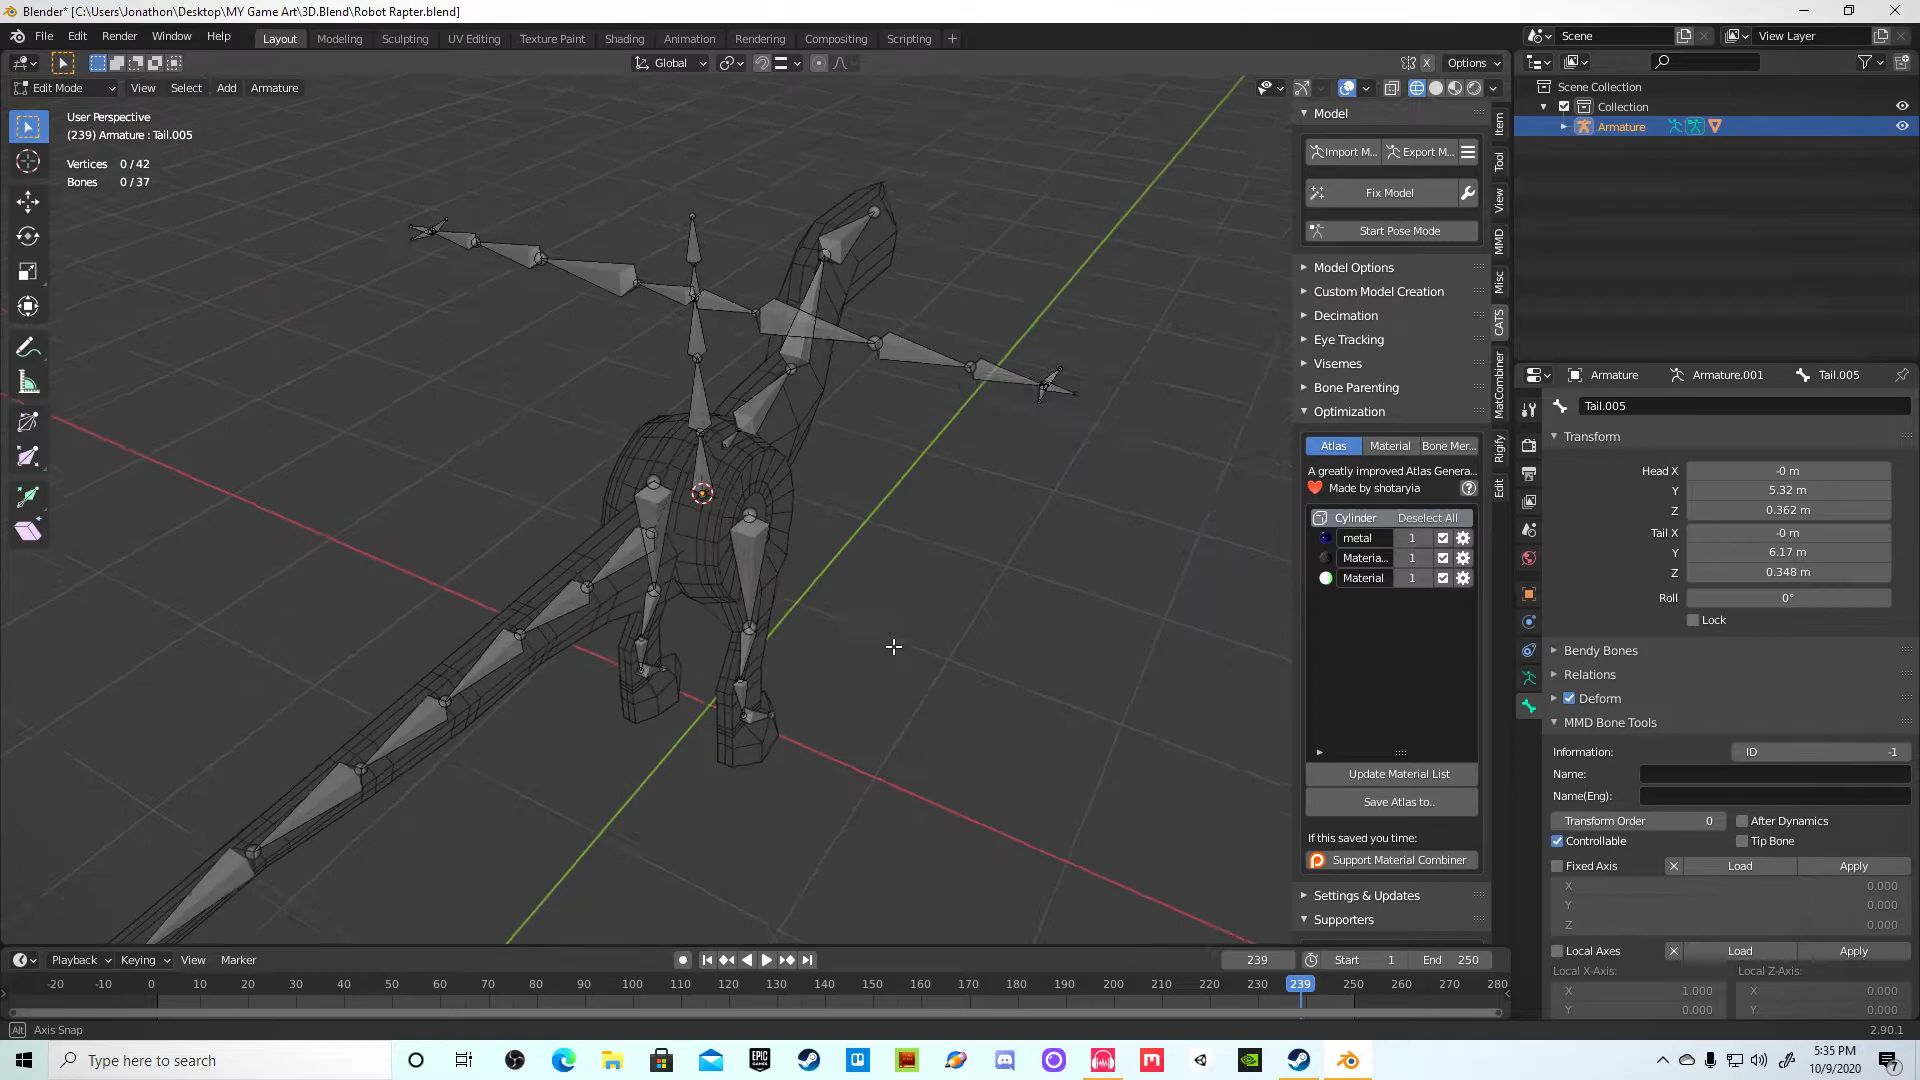 Blender* [C:\Users\Jonathon\Desktop\MY Game Art\3D.Blend\Robot Rapter.blend]
File Edit Render Window Help
Layout Modeling Sculpting UV Editing Texture Paint Shading Animation Rendering Compositing Scripting
Scene View Layer
Global X Options
Edit Mode View Select Add Armature
User Perspective
(239) Armature : Tail.005
Vertices 0 / 42
Bones 0 / 37
Model
Import M... Export M...
Fix Model
Start Pose Mode
Model Options
Custom Model Creation
Decimation
Eye Tracking
Visemes
Bone Parenting
Optimization
Atlas Material Bone Mer...
A greatly improved Atlas Genera...
Made by shotaryia
Cylinder Deselect All
metal 1
Materia... 1
Material 1
Update Material List
Save Atlas to..
If this saved you time:
Support Material Combiner
Settings & Updates
Supporters
Item
Tool
View
MMD
Misc
CATS
MatCombiner
Rigify
Edit
Scene Collection
Collection
Armature
Armature Armature.001 Tail.005
Tail.005
Transform
Head X -0 m
Y 5.32 m
Z 0.362 m
Tail X -0 m
Y 6.17 m
Z 0.348 m
Roll 0°
Lock
Bendy Bones
Relations
Deform
MMD Bone Tools
Information: ID -1
Name:
Name(Eng):
Transform Order 0 After Dynamics
Controllable Tip Bone
Fixed Axis Load Apply
X 0.000
Y 0.000
Z 0.000
Local Axes Load Apply
Local X-Axis: Local Z-Axis:
X 1.000 X 0.000
Y 0.000 Y 0.000
Playback Keying View Marker 239 Start 1 End 250
-20 -10 0 10 20 30 40 50 60 70 80 90 100 110 120 130 140 150 160 170 180 190 200 210 220 230 239 250 260 270 280
Alt Axis Snap 2.90.1
Type here to search
5:35 PM
10/9/2020